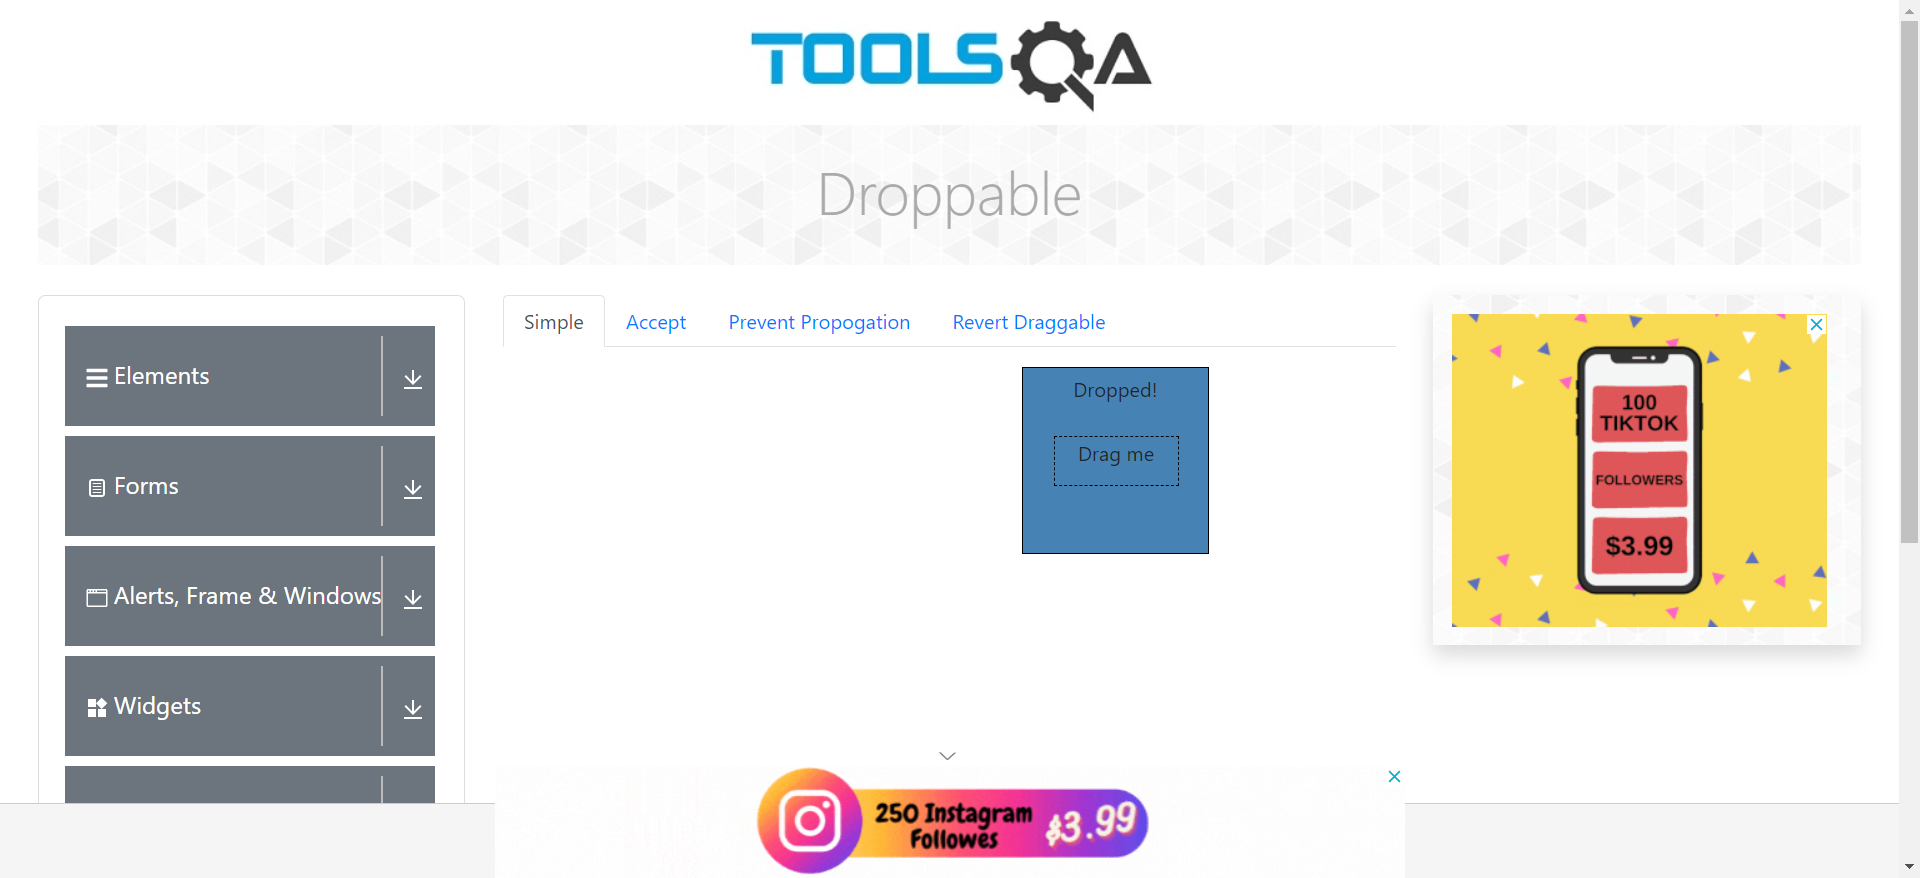 TOOLSQA
Droppable
Elements
Forms
Alerts, Frame & Windows
Widgets
Simple
Accept
Prevent Propogation
Revert Draggable
Dropped!
Drag me
100
TIKTOK
FOLLOWERS
$3.99
250 Instagram
Followes
$3.99